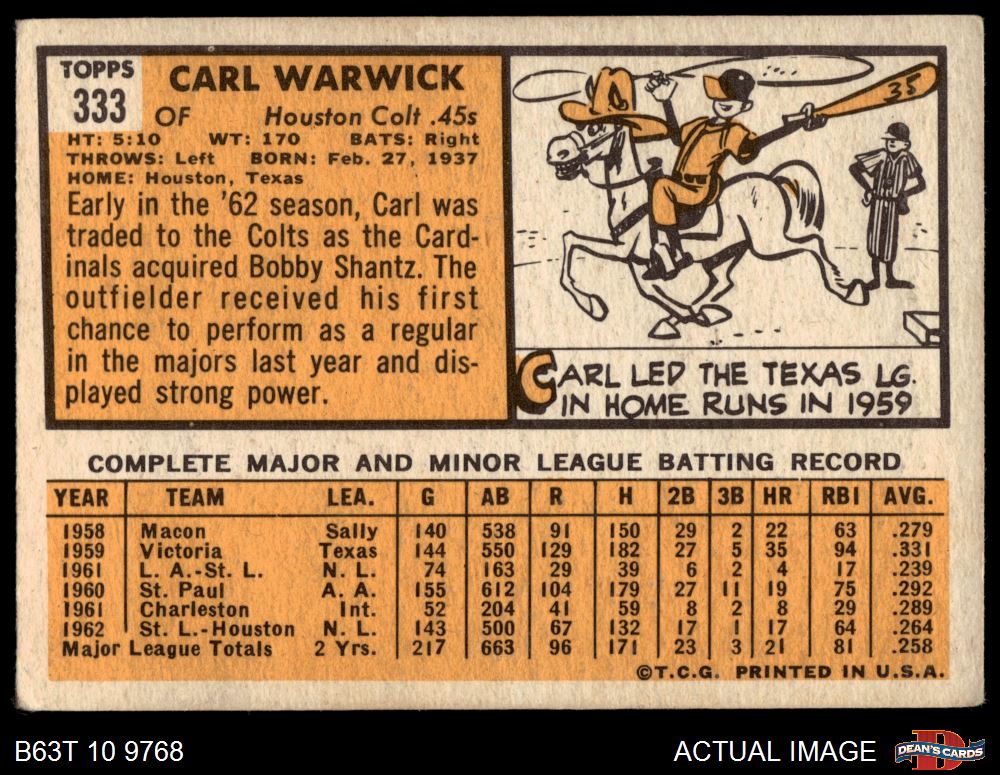 TOPPS
333
CARL WARWICK
OF Houston Colt .45s
HT: 5:10 WT: 170 BATS: Right
THROWS: Left BORN: Feb. 27, 1937
HOME: Houston, Texas
Early in the '62 season, Carl was
traded to the Colts as the Card-
inals acquired Bobby Shantz. The
outfielder received his first
chance to perform as a regular
in the majors last year and dis-
played strong power.
35
CARL LED THE TEXAS LG.
IN HOME RUNS IN 1959
COMPLETE MAJOR AND MINOR LEAGUE BATTING RECORD
YEAR TEAM LEA. G AB R H 2B 3B HR RBI AVG.
1958 Macon Sally 140 538 91 150 29 2 22 63 .279
1959 Victoria Texas 144 550 129 182 27 5 35 94 .331
1961 L. A.-St. L. N. L. 74 163 29 39 6 2 4 17 .239
1960 St. Paul A. A. 155 612 104 179 27 11 19 75 .292
1961 Charleston Int. 52 204 41 59 8 2 8 29 .289
1962 St. L.-Houston N. L. 143 500 67 132 17 1 17 64 .264
Major League Totals 2 Yrs. 217 663 96 171 23 3 21 81 .258
©T.C.G. PRINTED IN U.S.A.
B63T 10 9768
ACTUAL IMAGE
D
DEAN'S CARDS